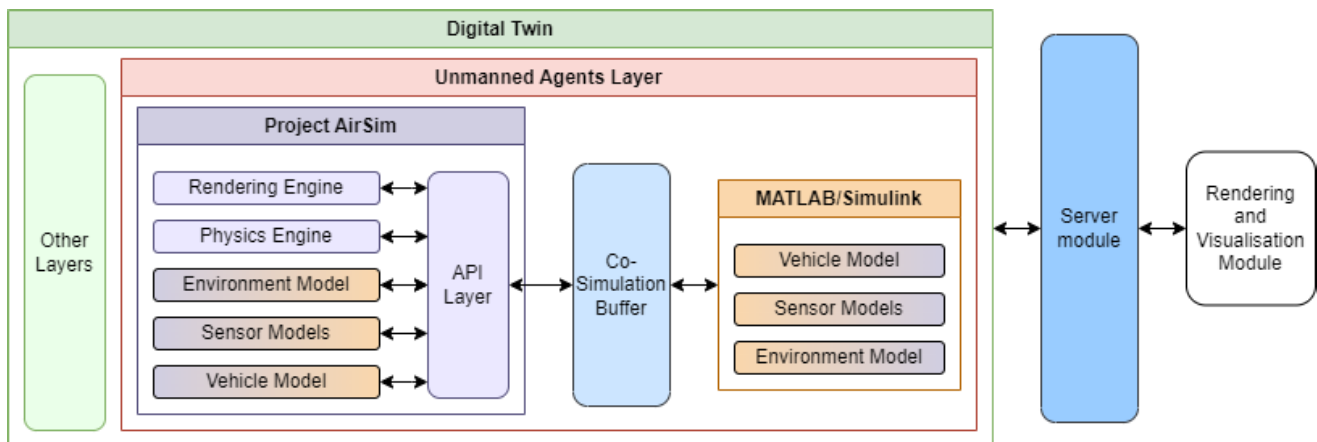 Digital Twin
Unmanned Agents Layer
Other
Layers
Project AirSim
Rendering Engine
Physics Engine
Environment Model
Sensor Models
Vehicle Model
API
Layer
Co-
Simulation
Buffer
MATLAB/Simulink
Vehicle Model
Sensor Models
Environment Model
Server
module
Rendering
and
Visualisation
Module